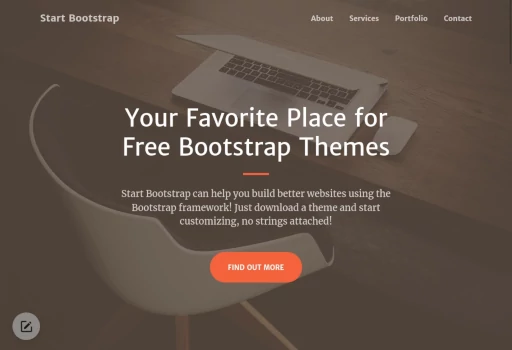 Start Bootstrap
About Services Portfolio Contact
Your Favorite Place for
Free Bootstrap Themes
Start Bootstrap can help you build better websites using the
Bootstrap framework! Just download a theme and start
customizing, no strings attached!
FIND OUT MORE